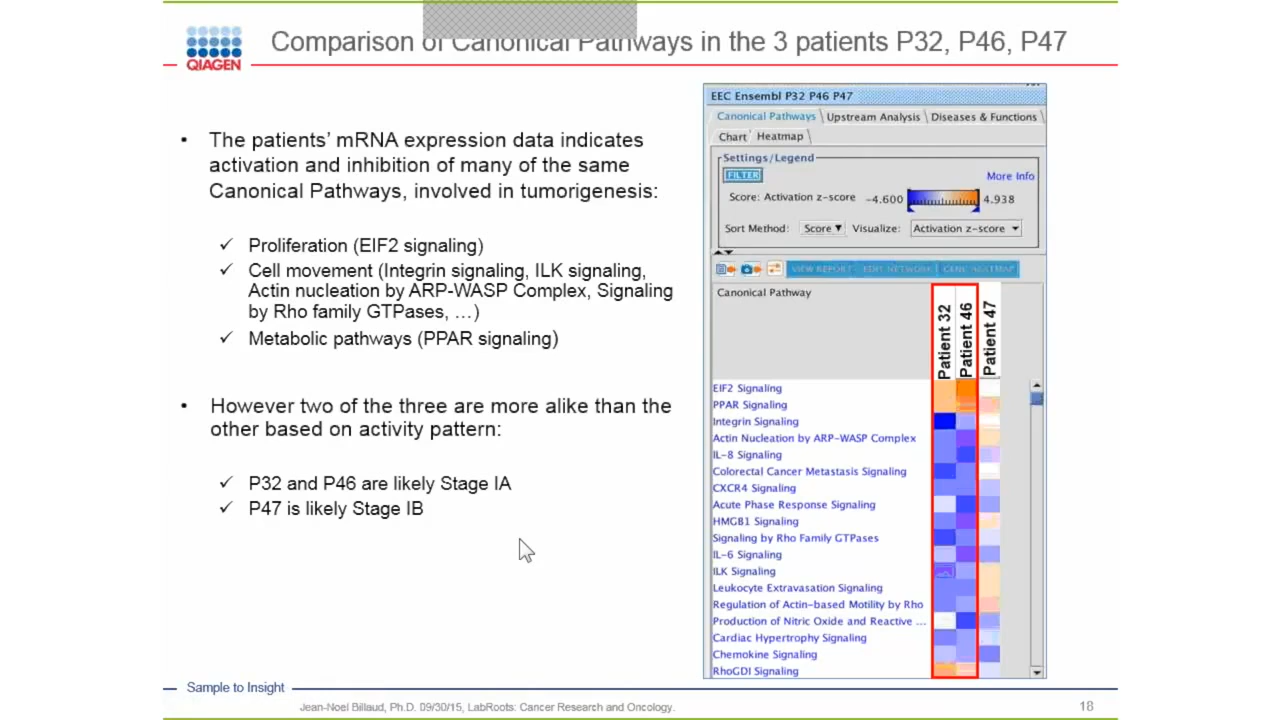 QIAGEN
Comparison of Canonical Pathways in the 3 patients P32, P46, P47
• The patients’ mRNA expression data indicates
activation and inhibition of many of the same
Canonical Pathways, involved in tumorigenesis:
✓ Proliferation (EIF2 signaling)
✓ Cell movement (Integrin signaling, ILK signaling,
Actin nucleation by ARP-WASP Complex, Signaling
by Rho family GTPases, …)
✓ Metabolic pathways (PPAR signaling)
• However two of the three are more alike than the
other based on activity pattern:
✓ P32 and P46 are likely Stage IA
✓ P47 is likely Stage IB
EEC Ensembl P32 P46 P47
Canonical Pathways Upstream Analysis Diseases & Functions
Chart Heatmap
Settings/Legend
FILTER
More Info
Score: Activation z-score -4.600 4.938
Sort Method: Score ▼ Visualize: Activation z-score
VIEW REPORT EDIT NETWORK GENE HEATMAP
Canonical Pathway
Patient 32
Patient 46
Patient 47
EIF2 Signaling
PPAR Signaling
Integrin Signaling
Actin Nucleation by ARP-WASP Complex
IL-8 Signaling
Colorectal Cancer Metastasis Signaling
CXCR4 Signaling
Acute Phase Response Signaling
HMGB1 Signaling
Signaling by Rho Family GTPases
IL-6 Signaling
ILK Signaling
Leukocyte Extravasation Signaling
Regulation of Actin-based Motility by Rho
Production of Nitric Oxide and Reactive ...
Cardiac Hypertrophy Signaling
Chemokine Signaling
RhoGDI Signaling
Sample to Insight
Jean-Noel Billaud, Ph.D. 09/30/15, LabRoots: Cancer Research and Oncology.
18